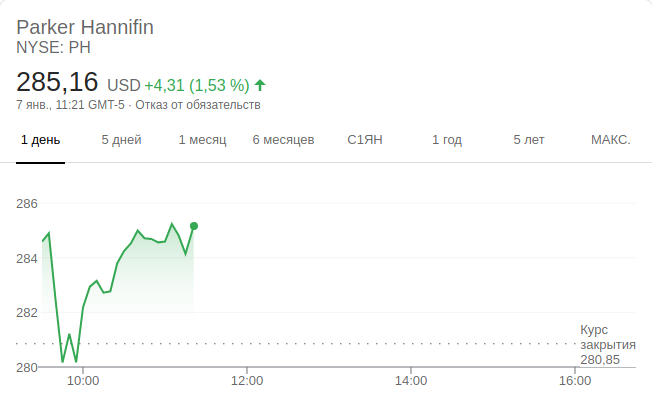 Parker Hannifin
NYSE: PH
285,16 USD +4,31 (1,53 %)
7 янв., 11:21 GMT-5 · Отказ от обязательств
1 день 5 дней 1 месяц 6 месяцев С1ЯН 1 год 5 лет МАКС.
286
284
282
280
Курс
закрытия
280,85
10:00 12:00 14:00 16:00